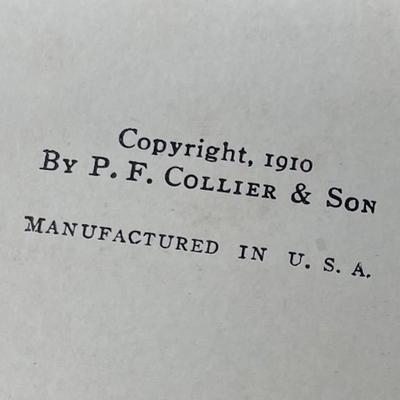 Copyright, 1910
By P. F. Collier & Son
Manufactured in U. S. A.